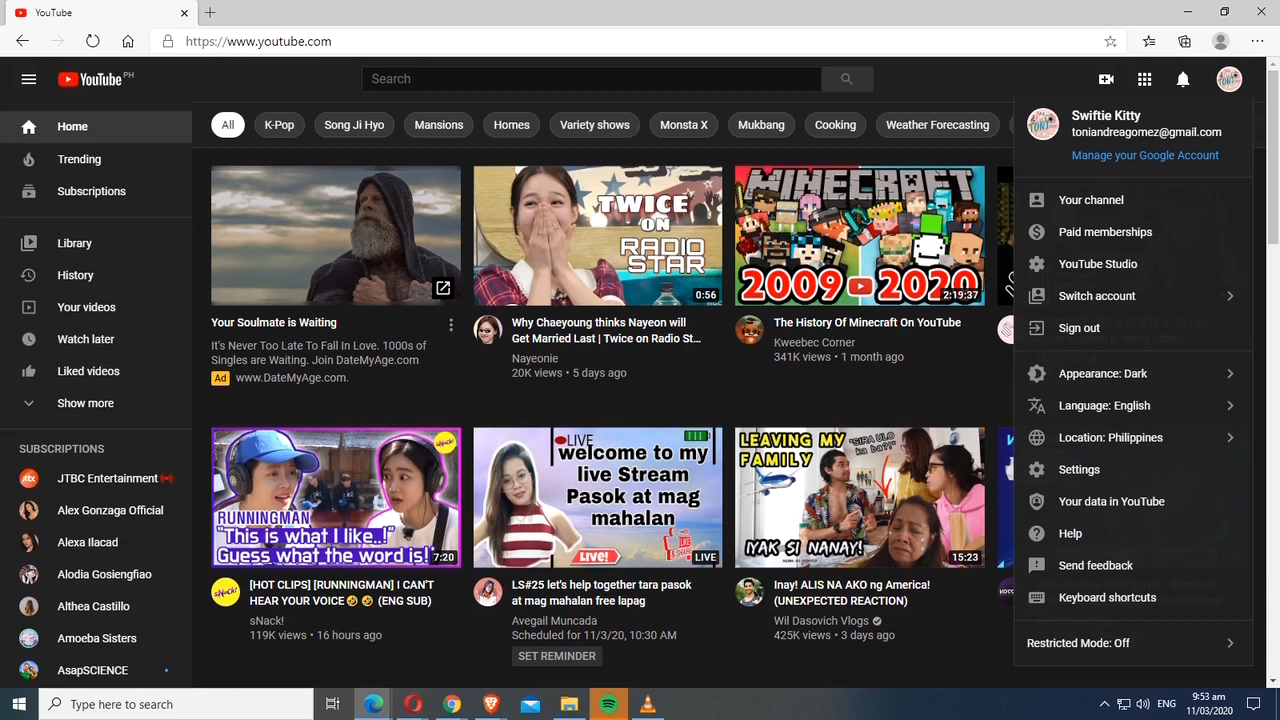 YouTube
https://www.youtube.com
YouTube PH
Search
Home
Trending
Subscriptions
Library
History
Your videos
Watch later
Liked videos
Show more
SUBSCRIPTIONS
JTBC Entertainment
Alex Gonzaga Official
Alexa Ilacad
Alodia Gosiengfiao
Althea Castillo
Amoeba Sisters
AsapSCIENCE
All
K-Pop
Song Ji Hyo
Mansions
Homes
Variety shows
Monsta X
Mukbang
Cooking
Weather Forecasting
Your Soulmate is Waiting
It's Never Too Late To Fall In Love. 1000s of
Singles are Waiting. Join DateMyAge.com
Ad www.DateMyAge.com.
TWICE
ON
RADIO
STAR
0:56
Why Chaeyoung thinks Nayeon will
Get Married Last | Twice on Radio St...
Nayeonie
20K views • 5 days ago
MINECRAFT
2009 2020
2:19:37
The History Of Minecraft On YouTube
Kweebec Corner
341K views • 1 month ago
sNack!
RUNNINGMAN
"This is what I like..!"
Guess what the word is!
7:20
[HOT CLIPS] [RUNNINGMAN] I CAN'T
HEAR YOUR VOICE🤣🤣 (ENG SUB)
sNack!
119K views • 16 hours ago
LIVE
welcome to my
live Stream
Pasok at mag
mahalan
Live!
LIKE
& SHARE
LIVE
LS#25 let's help together tara pasok
at mag mahalan free lapag
Avegail Muncada
Scheduled for 11/3/20, 10:30 AM
SET REMINDER
LEAVING MY
FAMILY
"SIRA ULO
ka ba?!"
IYAK SI NANAY!
15:23
Inay! ALIS NA AKO ng America!
(UNEXPECTED REACTION)
Wil Dasovich Vlogs
425K views • 3 days ago
Swiftie Kitty
toniandreagomez@gmail.com
Manage your Google Account
Your channel
Paid memberships
YouTube Studio
Switch account
Sign out
Appearance: Dark
Language: English
Location: Philippines
Settings
Your data in YouTube
Help
Send feedback
Keyboard shortcuts
Restricted Mode: Off
Type here to search
ENG
9:53 am
11/03/2020